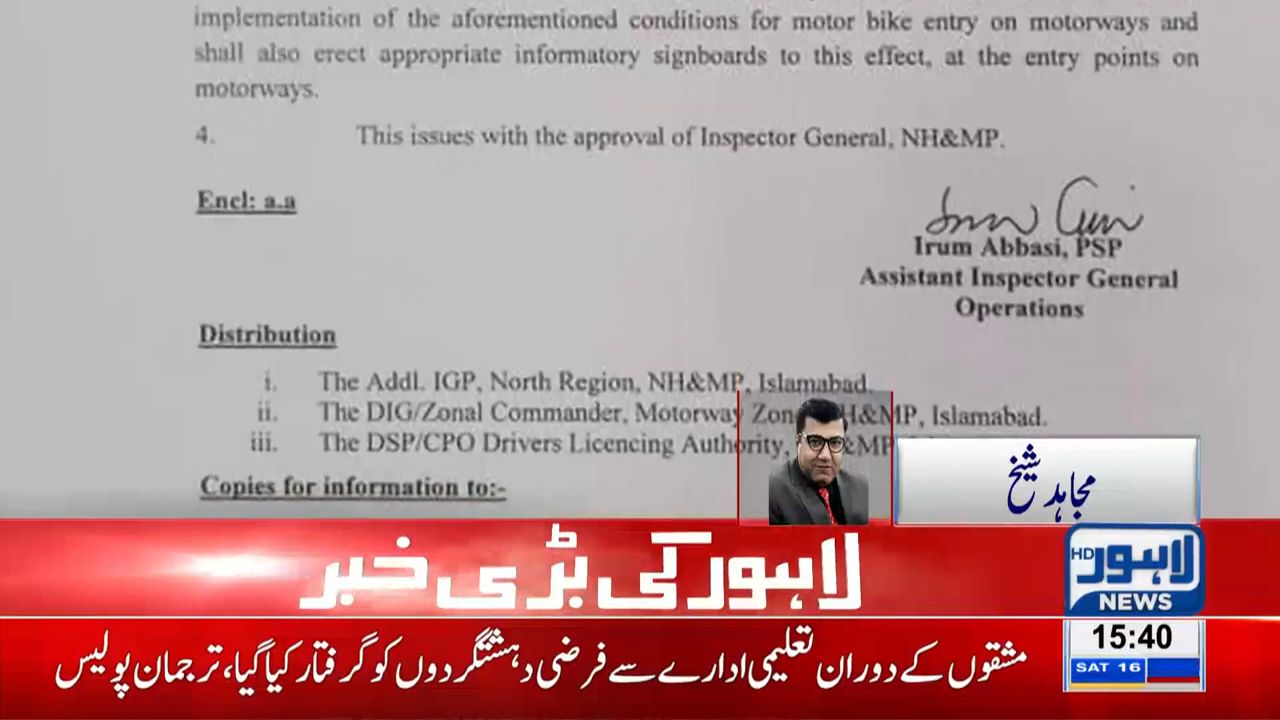 implementation of the aforementioned conditions for motor bike entry on motorways and
shall also erect appropriate informatory signboards to this effect, at the entry points on
motorways.
4. This issues with the approval of Inspector General, NH&MP.
Encl: a.a
Irum Abbasi, PSP
Assistant Inspector General
Operations
Distribution
i. The Addl. IGP, North Region, NH&MP, Islamabad.
ii. The DIG/Zonal Commander, Motorway Zone H&MP, Islamabad.
iii. The DSP/CPO Drivers Licencing Authority, &MP
Copies for information to:-
مجاہد شیخ
لاہور کی بڑی خبر
HD لاہور
NEWS
15:40
SAT 16
مشقوں کے دوران تعلیمی ادارے سے فرضی دہشتگردوں کو گرفتار کیا گیا، ترجمان پولیس